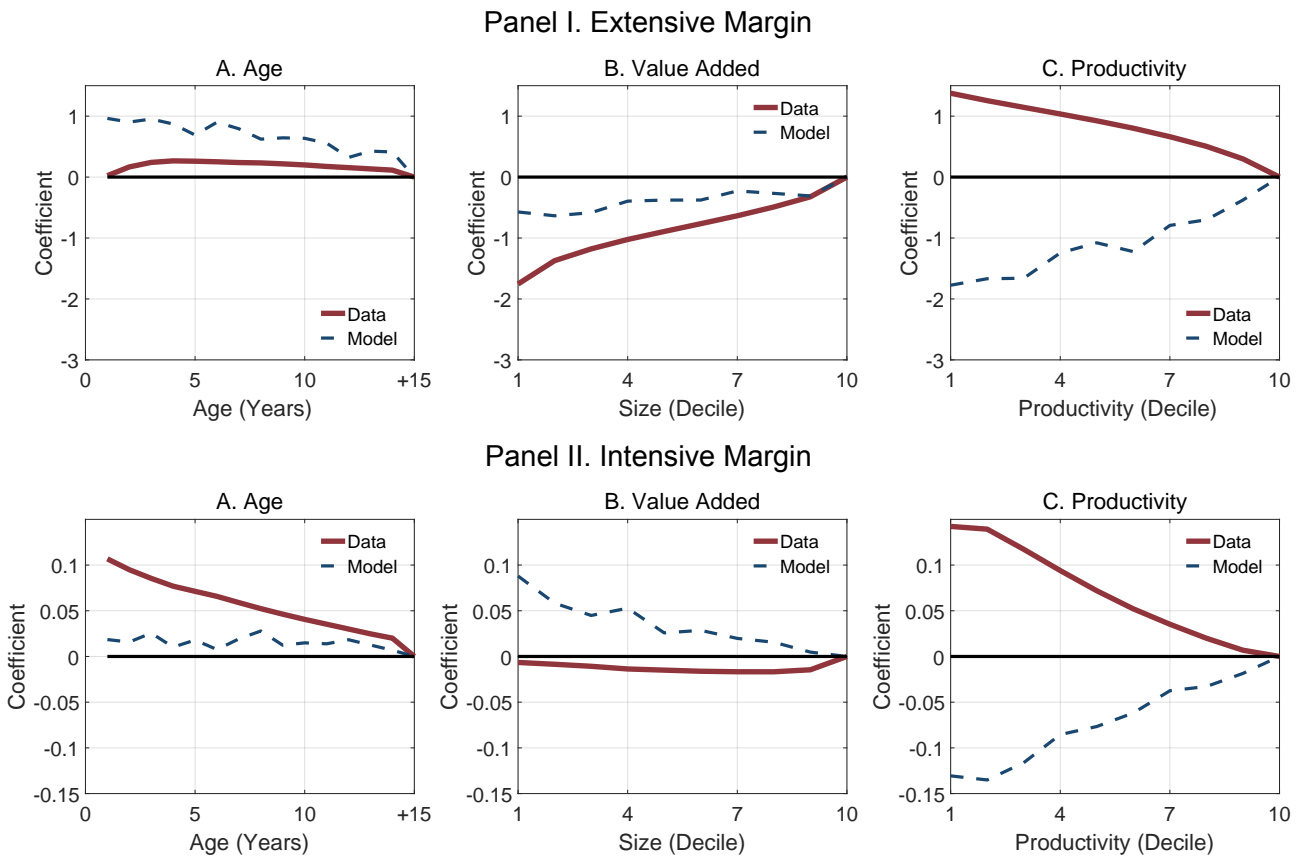 Panel I. Extensive Margin
A. Age
1
0
-1
-2
-3
Coefficient
Data
Model
0
5
10
+15
Age (Years)
B. Value Added
1
0
-1
-2
-3
Coefficient
Data
Model
1
4
7
10
Size (Decile)
C. Productivity
1
0
-1
-2
-3
Coefficient
Data
Model
1
4
7
10
Productivity (Decile)
Panel II. Intensive Margin
A. Age
0.1
0.05
0
-0.05
-0.1
-0.15
Coefficient
Data
Model
0
5
10
+15
Age (Years)
B. Value Added
0.1
0.05
0
-0.05
-0.1
-0.15
Coefficient
Data
Model
1
4
7
10
Size (Decile)
C. Productivity
0.1
0.05
0
-0.05
-0.1
-0.15
Coefficient
Data
Model
1
4
7
10
Productivity (Decile)